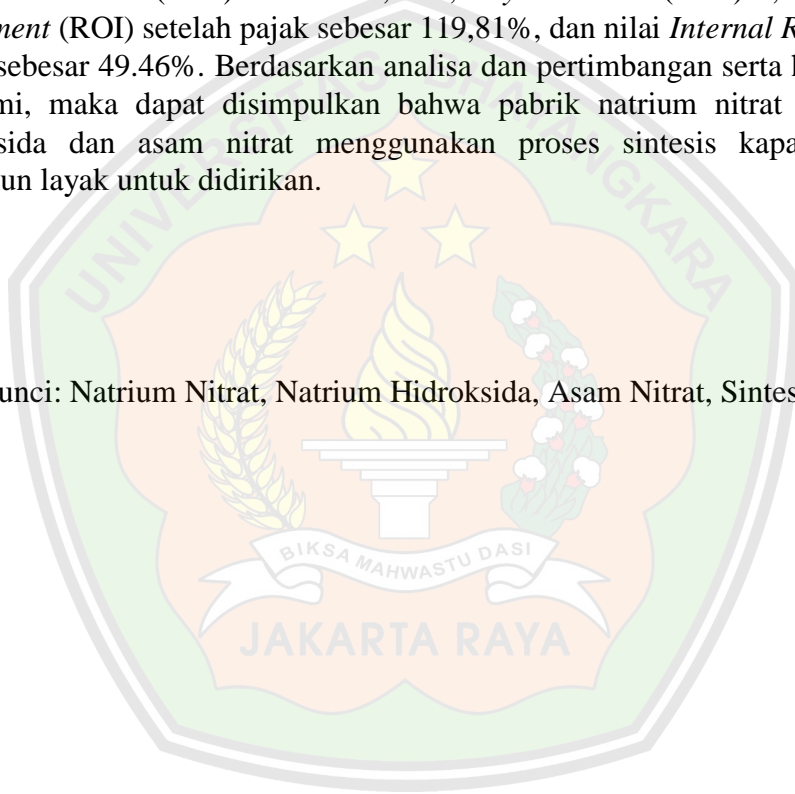 ment (ROI) setelah pajak sebesar 119,81%, dan nilai Internal R
sebesar 49.46%. Berdasarkan analisa dan pertimbangan serta
mi, maka dapat disimpulkan bahwa pabrik natrium nitrat
sida dan asam nitrat menggunakan proses sintesis kapa
un layak untuk didirikan.
UNIVERSITAS BHAYANGKARA
unci: Natrium Nitrat, Natrium Hidroksida, Asam Nitrat, Sintes
BIKSA MAHWASTU DASI
JAKARTA RAYA